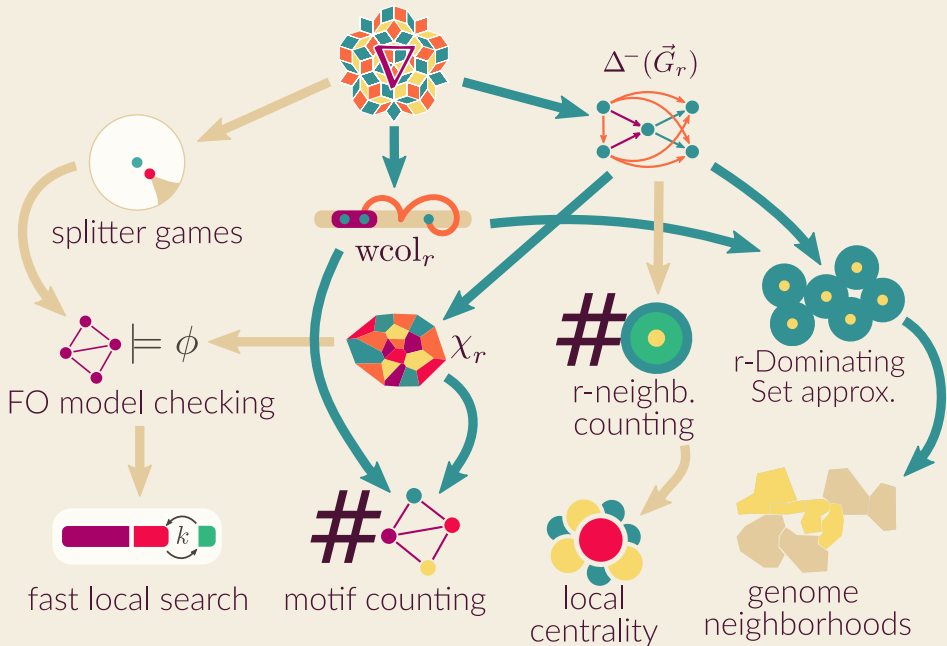 Δ⁻(G⃗ᵣ)
splitter games
wcolᵣ
χᵣ
⊨ ϕ
FO model checking
#
r-neighb.
counting
r-Dominating
Set approx.
k
fast local search
#
motif counting
local
centrality
genome
neighborhoods